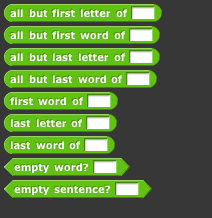 all but first letter of
all but first word of
all but last letter of
all but last word of
first word of
last letter of
last word of
empty word?
empty sentence?